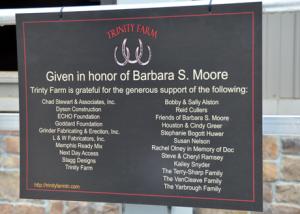 TRINITY FARM
Given in honor of Barbara S. Moore
Trinity Farm is grateful for the generous support of the following:
Chad Stewart & Associates, Inc.
Dyson Construction
ECHO Foundation
Goddard Foundation
Grinder Fabricating & Erection, Inc.
L & W Fabricators, Inc.
Memphis Ready Mix
Next Day Access
Stagg Designs
Trinity Farm
Bobby & Sally Alston
Reid Cullers
Friends of Barbara S. Moore
Houston & Cindy Greer
Stephanie Bogott Huwer
Susan Nelson
Rachel Olney in Memory of Doc
Steve & Cheryl Ramsey
Kailey Snyder
The Terry-Sharp Family
The VanCleave Family
The Yarbrough Family